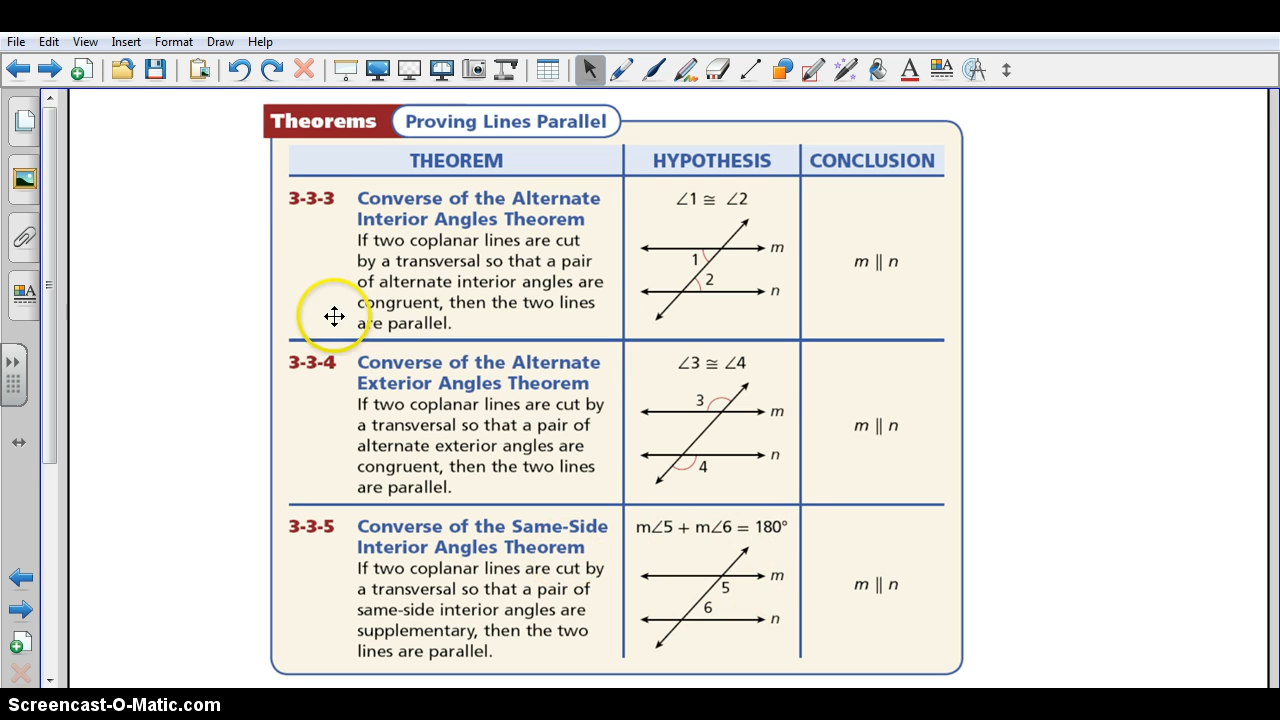 File Edit View Insert Format Draw Help
Theorems Proving Lines Parallel
THEOREM HYPOTHESIS CONCLUSION
3-3-3 Converse of the Alternate
Interior Angles Theorem
If two coplanar lines are cut
by a transversal so that a pair
of alternate interior angles are
congruent, then the two lines
are parallel.
∠1 ≅ ∠2
m
1
2
n
m ∥ n
3-3-4 Converse of the Alternate
Exterior Angles Theorem
If two coplanar lines are cut by
a transversal so that a pair of
alternate exterior angles are
congruent, then the two lines
are parallel.
∠3 ≅ ∠4
3
m
n
4
m ∥ n
3-3-5 Converse of the Same-Side
Interior Angles Theorem
If two coplanar lines are cut by
a transversal so that a pair of
same-side interior angles are
supplementary, then the two
lines are parallel.
m∠5 + m∠6 = 180°
m
5
6
n
m ∥ n
Screencast-O-Matic.com